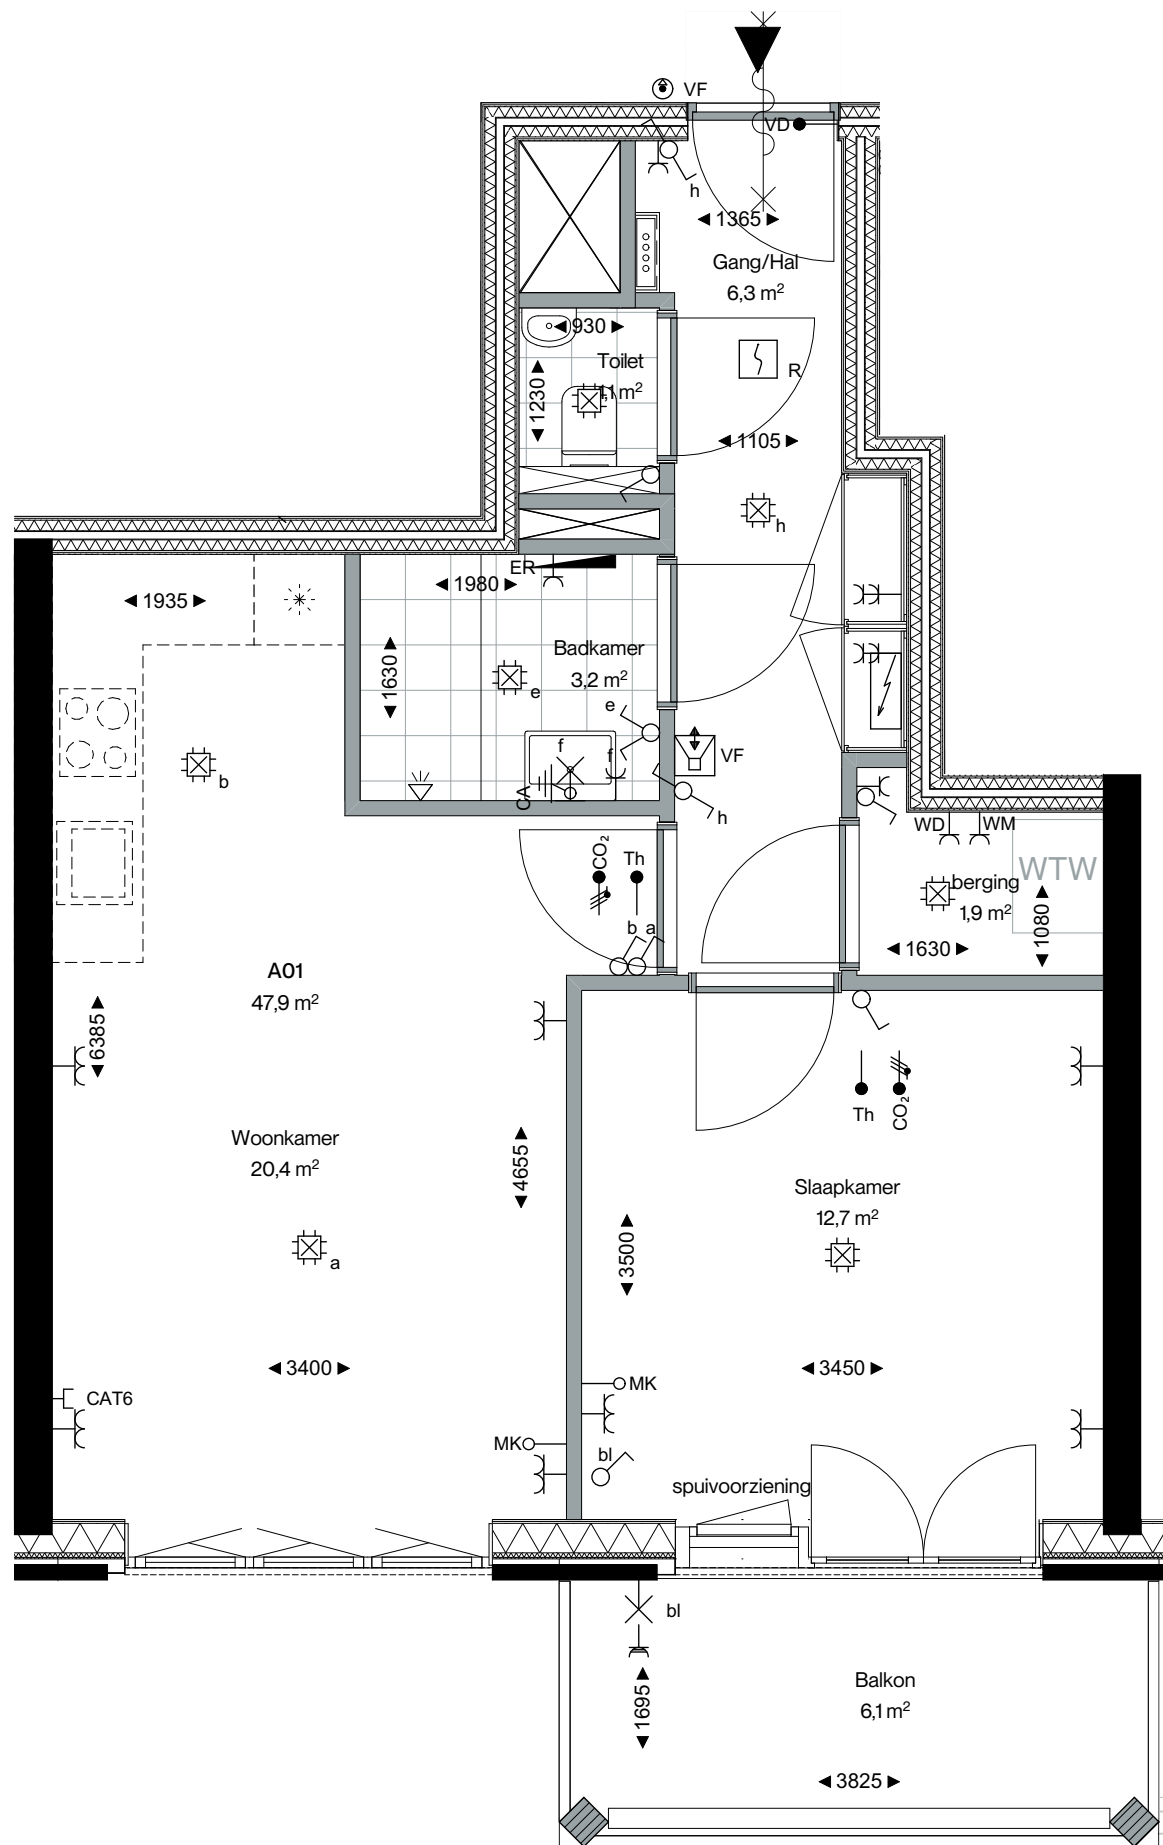 VF
VD
h
1365
Gang/Hal
6,3 m²
930
Toilet
1,1 m²
1230
R
1105
h
ER
1980
1935
Badkamer
3,2 m²
1630
e
e
f
f
b
VF
CA
h
WD
WM
CO₂
Th
WTW
berging
1,9 m²
1080
b
a
1630
A01
47,9 m²
6385
Th
CO₂
Woonkamer
20,4 m²
4655
Slaapkamer
12,7 m²
3500
a
3400
3450
MK
CAT6
MK
bl
spuivoorziening
bl
Balkon
6,1 m²
1695
3825